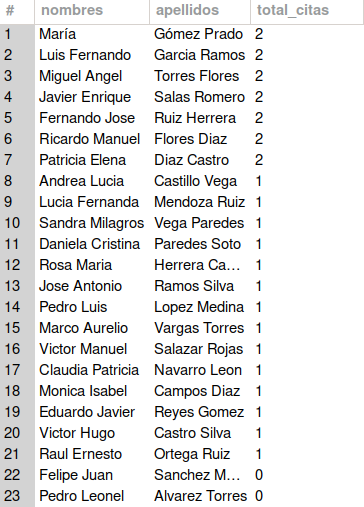 # nombres apellidos total_citas
1 María Gómez Prado 2
2 Luis Fernando Garcia Ramos 2
3 Miguel Angel Torres Flores 2
4 Javier Enrique Salas Romero 2
5 Fernando Jose Ruiz Herrera 2
6 Ricardo Manuel Flores Diaz 2
7 Patricia Elena Diaz Castro 2
8 Andrea Lucia Castillo Vega 1
9 Lucia Fernanda Mendoza Ruiz 1
10 Sandra Milagros Vega Paredes 1
11 Daniela Cristina Paredes Soto 1
12 Rosa Maria Herrera Ca... 1
13 Jose Antonio Ramos Silva 1
14 Pedro Luis Lopez Medina 1
15 Marco Aurelio Vargas Torres 1
16 Victor Manuel Salazar Rojas 1
17 Claudia Patricia Navarro Leon 1
18 Monica Isabel Campos Diaz 1
19 Eduardo Javier Reyes Gomez 1
20 Victor Hugo Castro Silva 1
21 Raul Ernesto Ortega Ruiz 1
22 Felipe Juan Sanchez M... 0
23 Pedro Leonel Alvarez Torres 0